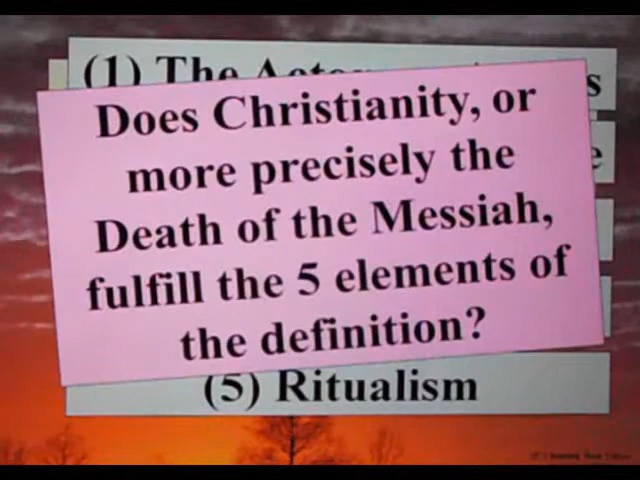 (1) The
s
Does Christianity, or
more precisely the
e
Death of the Messiah,
fulfill the 5 elements of
the definition?
(5) Ritualism